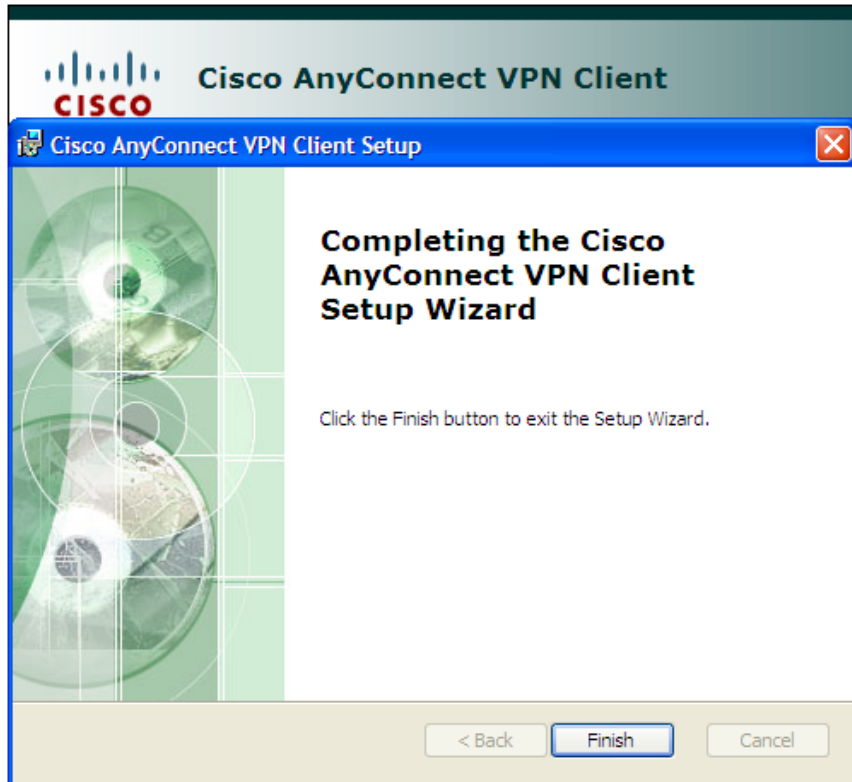 CISCO
Cisco AnyConnect VPN Client
Cisco AnyConnect VPN Client Setup
Completing the Cisco
AnyConnect VPN Client
Setup Wizard
Click the Finish button to exit the Setup Wizard.
< Back
Finish
Cancel